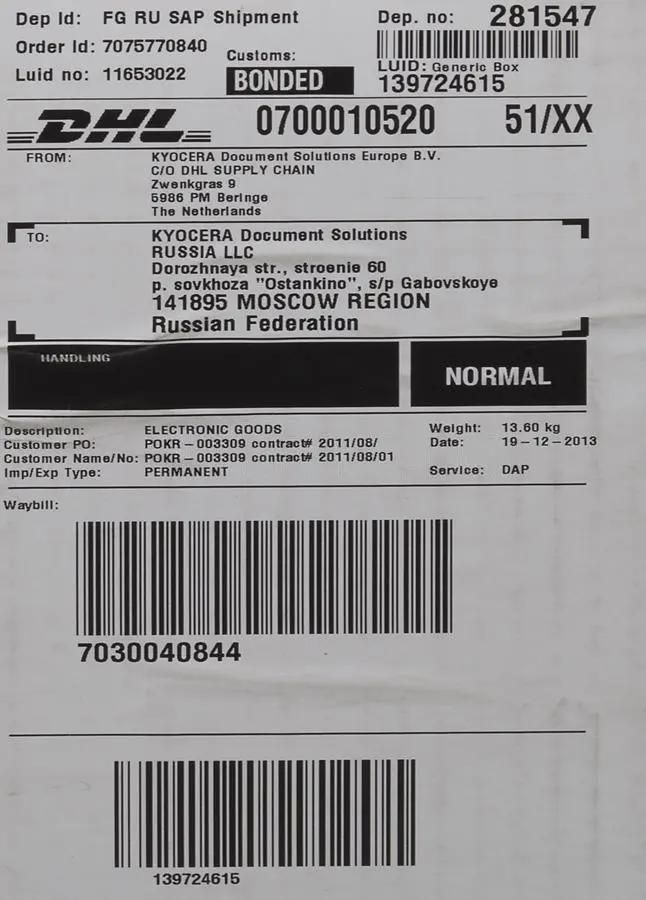 Dep Id: FG RU SAP Shipment
Dep. no: 281547
Order Id: 7075770840
Customs:
LUID: Generic Box
Luid no: 11653022
BONDED
139724615
DHL 0700010520 51/XX
FROM: KYOCERA Document Solutions Europe B.V.
C/O DHL SUPPLY CHAIN
Zwenkgras 9
5986 PM Beringe
The Netherlands
TO: KYOCERA Document Solutions
RUSSIA LLC
Dorozhnaya str., stroenie 60
p. sovkhoza "Ostankino", s/p Gabovskoye
141895 MOSCOW REGION
Russian Federation
HANDLING
NORMAL
Description: ELECTRONIC GOODS Weight: 13.60 kg
Customer PO: POKR-003309 contract# 2011/08/ Date: 19-12-2013
Customer Name/No: POKR-003309 contract# 2011/08/01
Imp/Exp Type: PERMANENT Service: DAP
Waybill:
7030040844
139724615